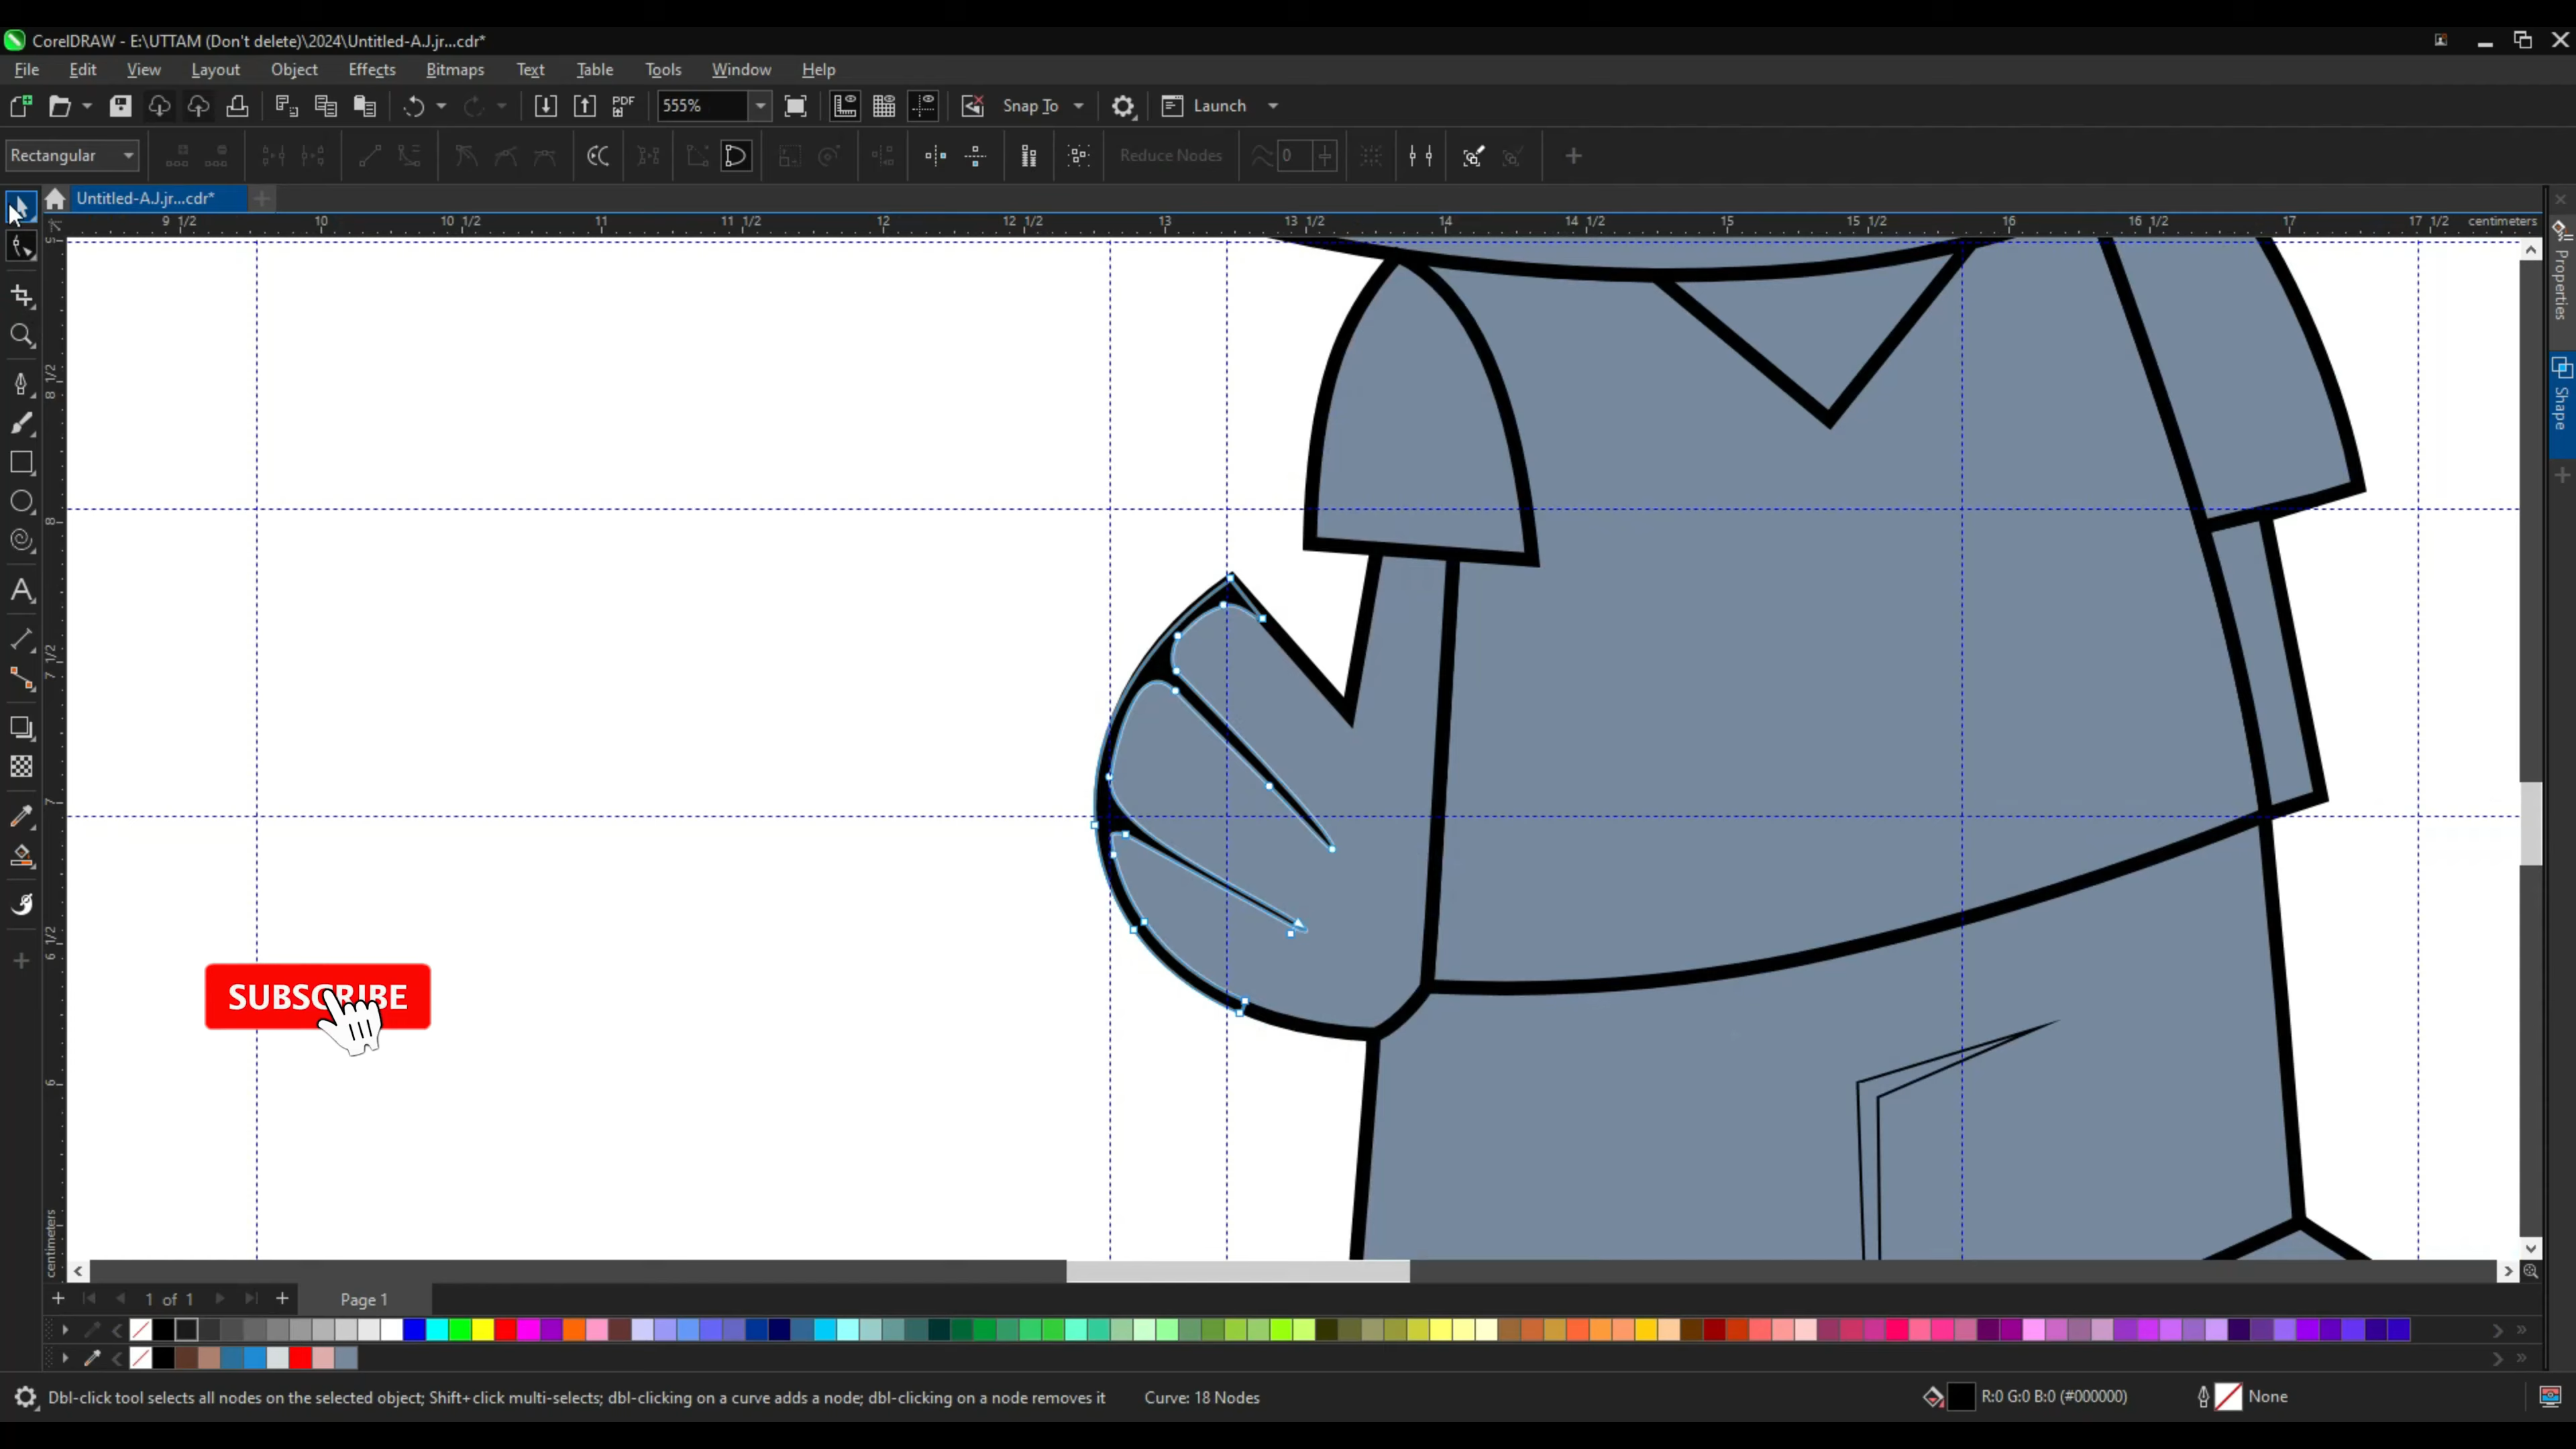 CorelDRAW - E:\UTTAM (Don't delete)\2024\Untitled-A.J.jr...cdr*
File Edit View Layout Object Effects Bitmaps Text Table Tools Window Help
PDF 555% Snap To Launch
Rectangular Reduce Nodes 0
Untitled-A.J.jr...cdr*
9 1/2 10 10 1/2 11 11 1/2 12 12 1/2 13 13 1/2 14 14 1/2 15 15 1/2 16 16 1/2 17 17 1/2 centimeters
Properties
Shape
SUBSCRIBE
centimeters
1 of 1 Page 1
Dbl-click tool selects all nodes on the selected object; Shift+click multi-selects; dbl-clicking on a curve adds a node; dbl-clicking on a node removes it Curve: 18 Nodes R:0 G:0 B:0 (#000000) None